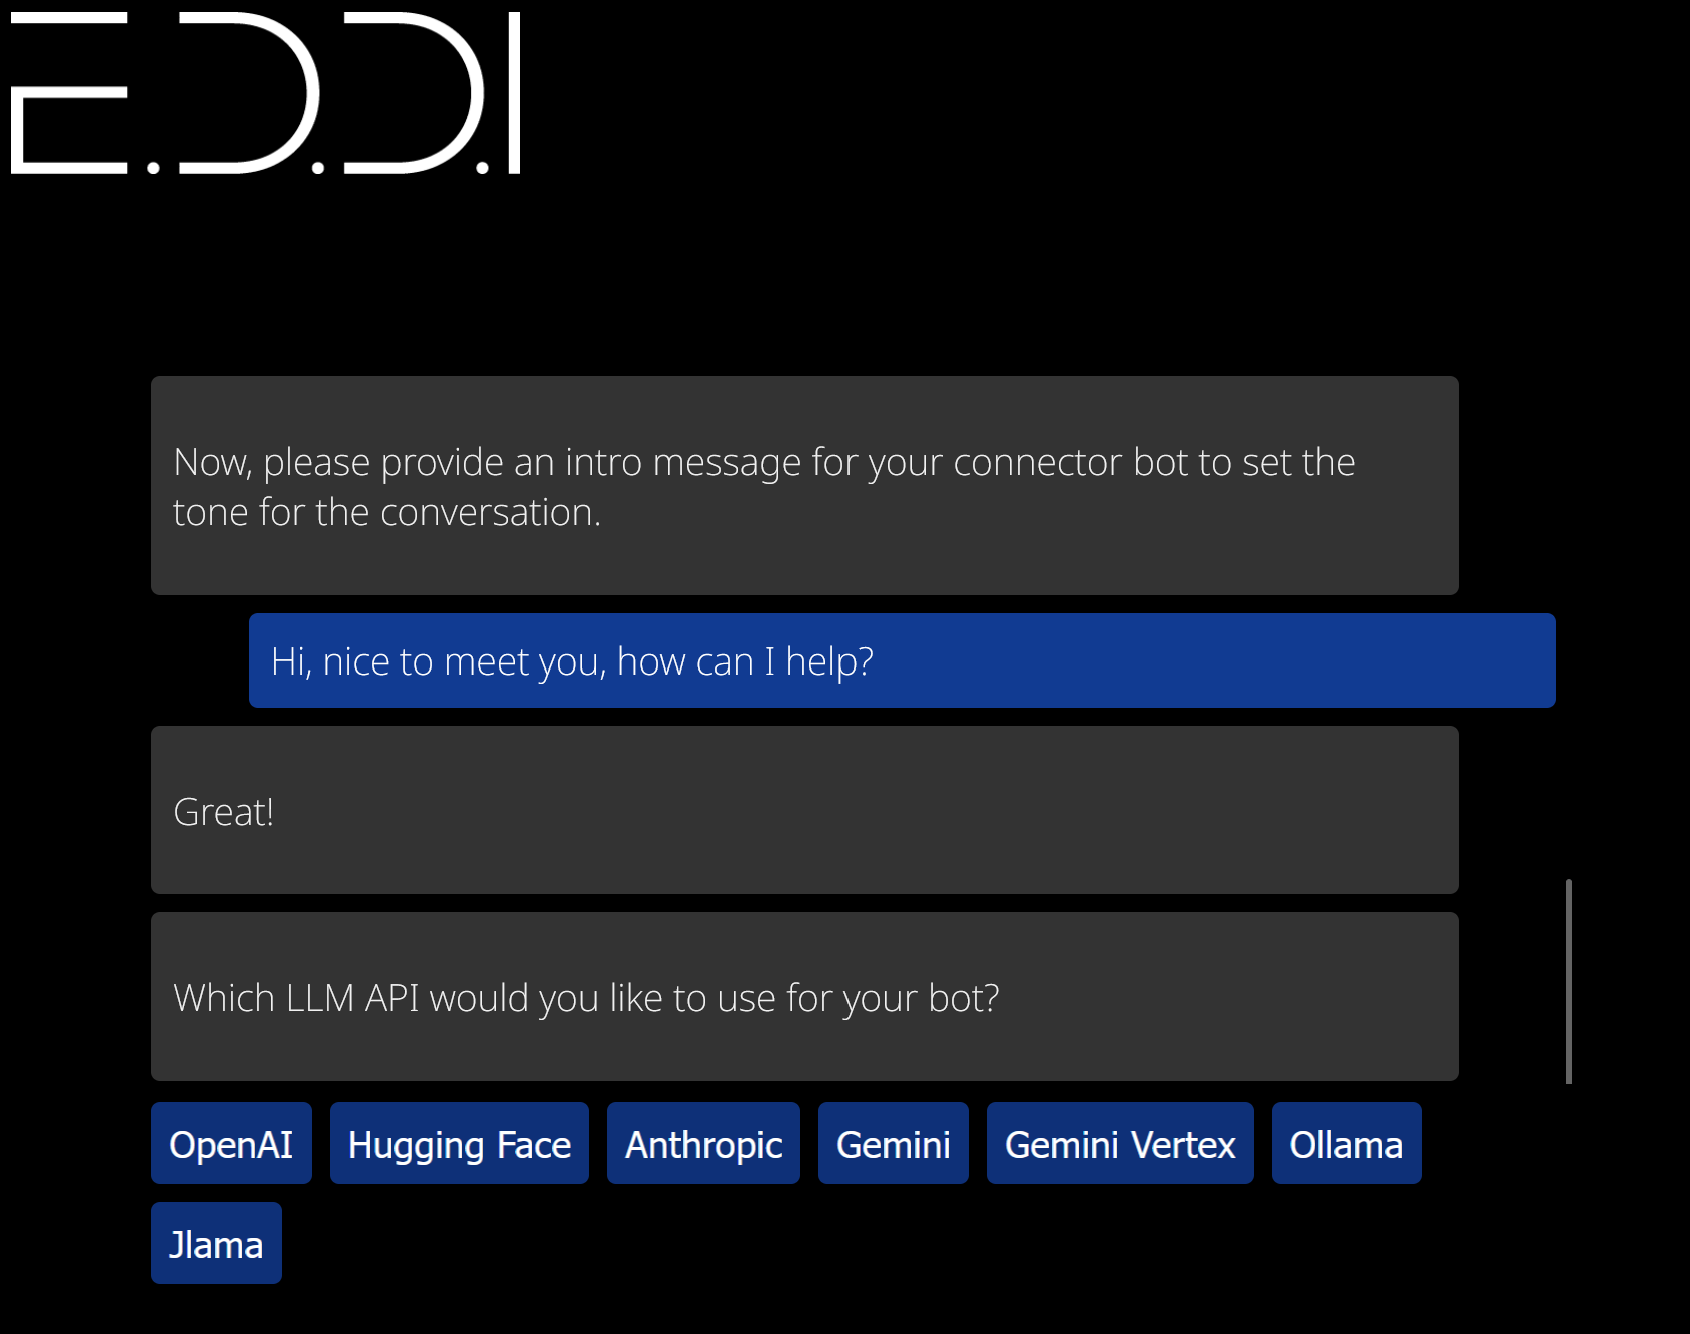 E.D.D.I
Now, please provide an intro message for your connector bot to set the
tone for the conversation.
Hi, nice to meet you, how can I help?
Great!
Which LLM API would you like to use for your bot?
OpenAI Hugging Face Anthropic Gemini Gemini Vertex Ollama
Jlama